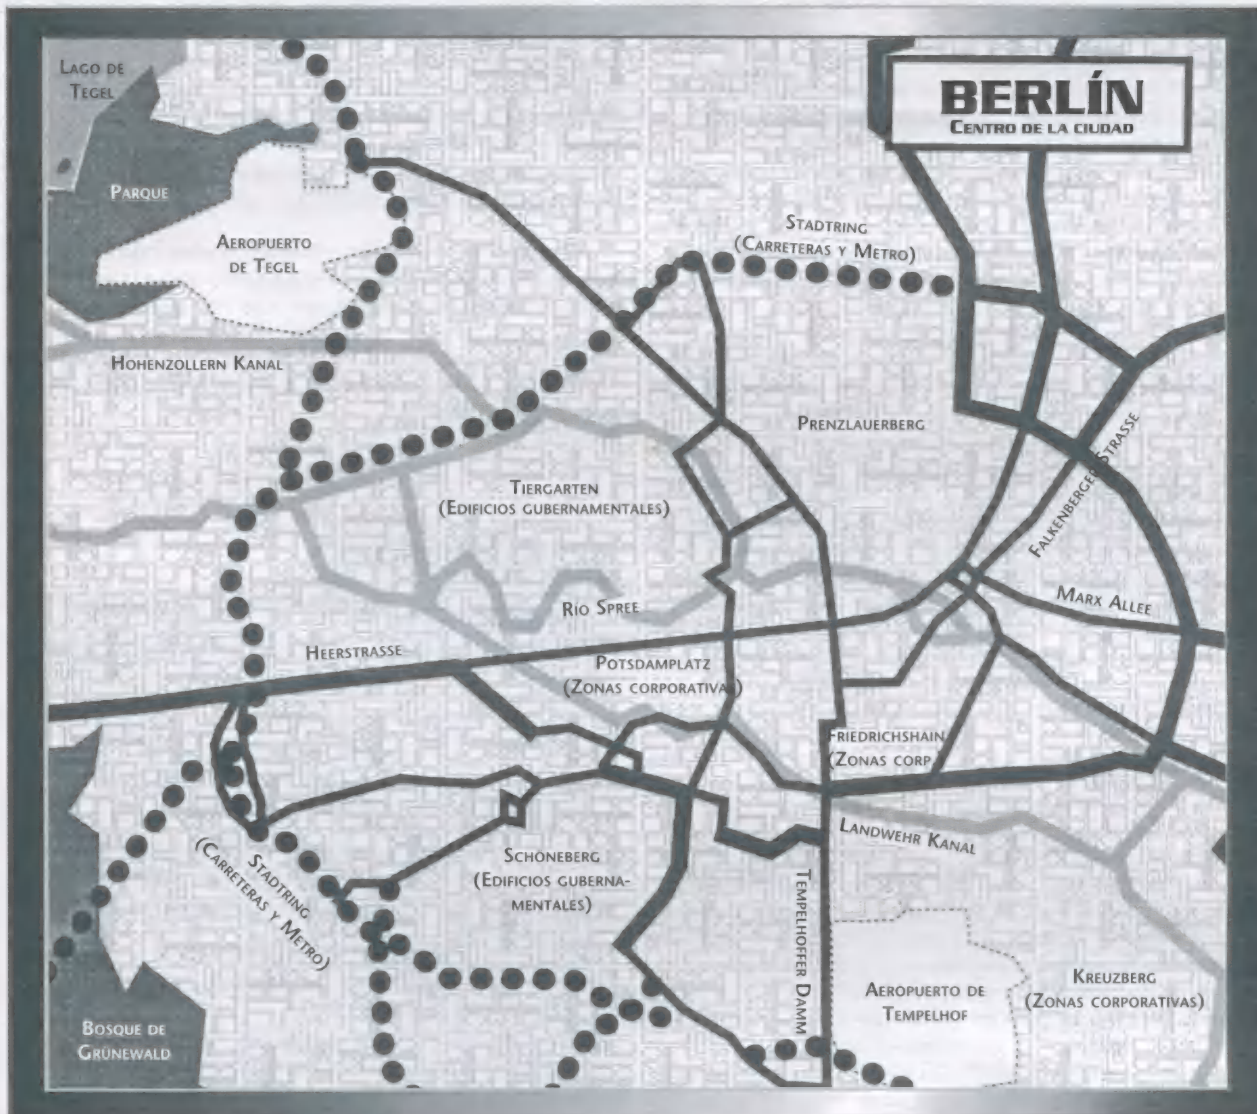 BERLÍN
CENTRO DE LA CIUDAD
LAGO DE
TEGEL
PARQUE
AEROPUERTO
DE TEGEL
STADTRING
(CARRETERAS Y METRO)
HOHENZOLLERN KANAL
PRENZLAUERBERG
TIERGARTEN
(EDIFICIOS GUBERNAMENTALES)
FALKENBERGER STRASSE
RÍO SPREE
MARX ALLEE
HEERSTRASSE
POTSDAMPLATZ
(ZONAS CORPORATIVAS)
FRIEDRICHSHAIN
(ZONAS CORP
LANDWEHR KANAL
STADTRING
(CARRETERAS Y METRO)
SCHÖNEBERG
(EDIFICIOS GUBERNA-
MENTALES)
TEMPELHOFFER DAMM
AEROPUERTO DE
TEMPELHOF
KREUZBERG
(ZONAS CORPORATIVAS)
BOSQUE DE
GRÜNEWALD